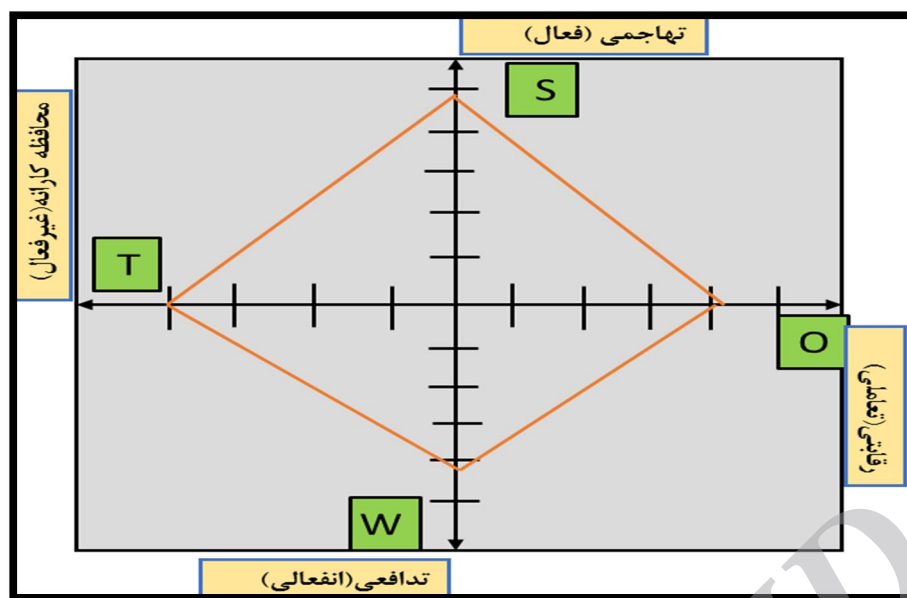 تهاجمی (فعال)
S
محافظه کارانه(غیرفعال)
T
O
رقابتی(تعاملی)
W
تدافعی(انفعالی)